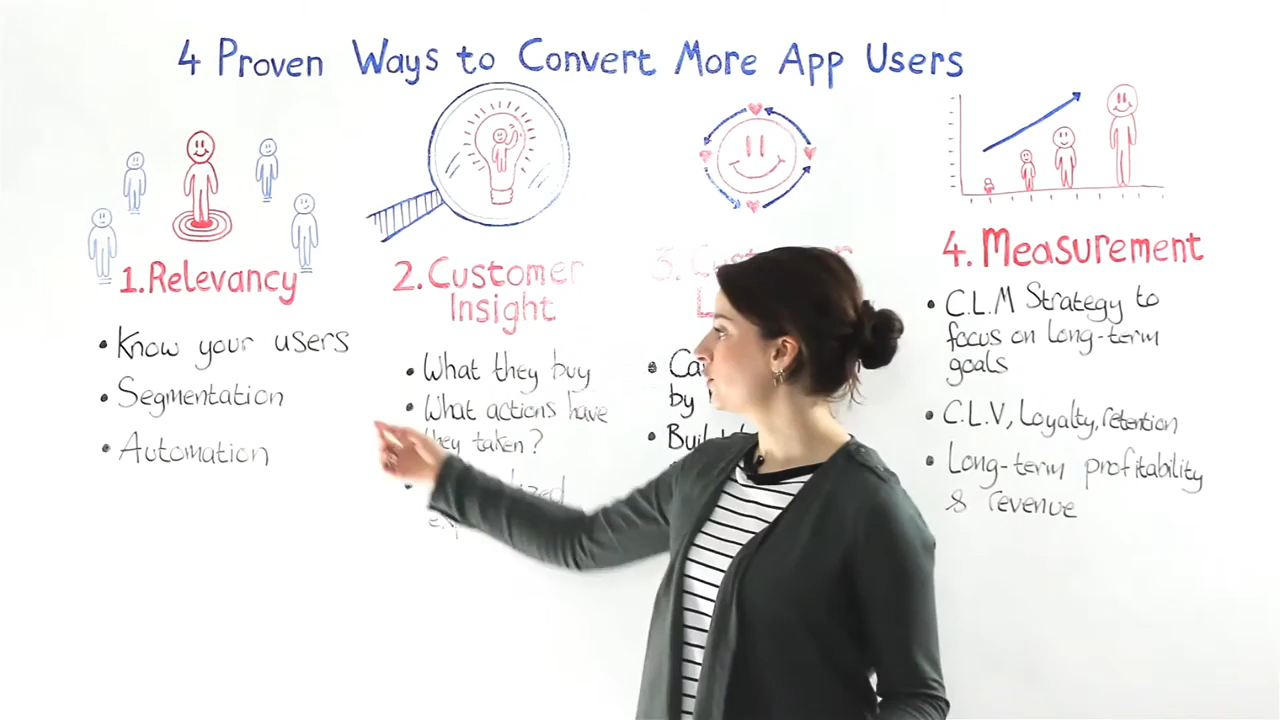 4 Proven Ways to Convert More App Users
1. Relevancy
• Know your users
• Segmentation
• Automation
2. Customer
Insight
• What they buy
• What actions have
they taken?
3.
• 
by
•
4. Measurement
• C.L.M Strategy to
focus on long-term
goals
• C.L.V, Loyalty, retention
• Long-term profitability
& revenue